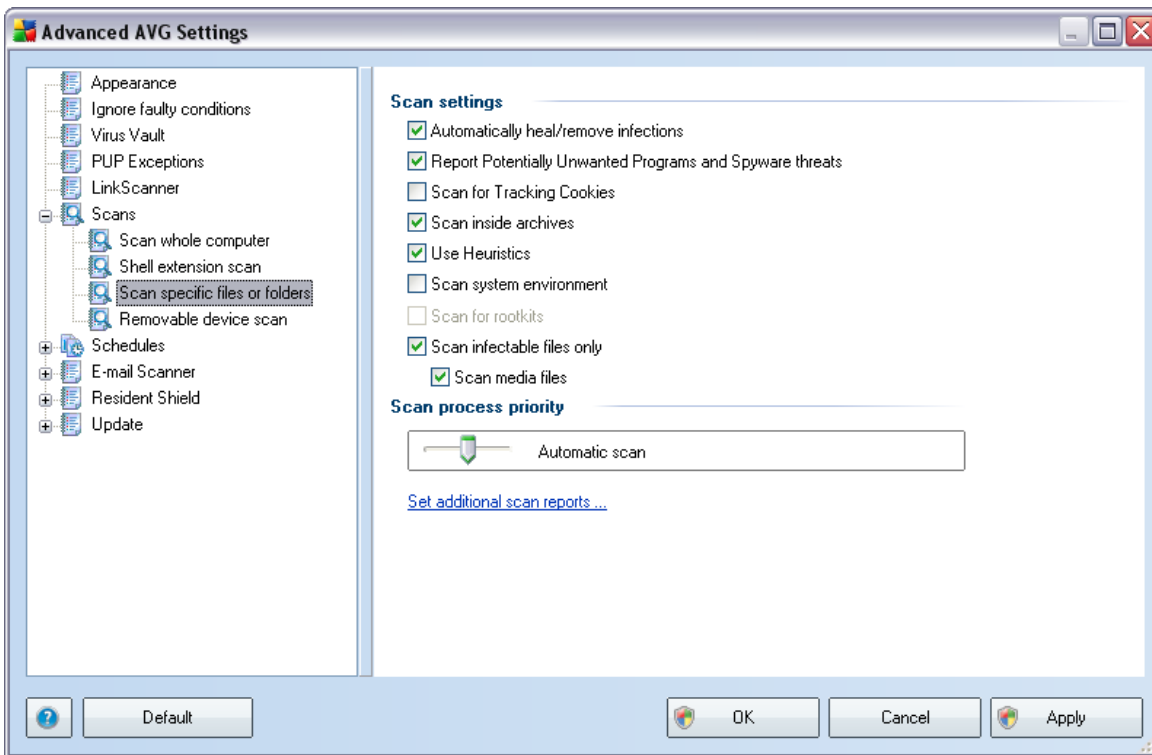 Advanced AVG Settings
Appearance
Ignore faulty conditions
Virus Vault
PUP Exceptions
LinkScanner
Scans
Scan whole computer
Shell extension scan
Scan specific files or folders
Removable device scan
Schedules
E-mail Scanner
Resident Shield
Update
Scan settings
Automatically heal/remove infections
Report Potentially Unwanted Programs and Spyware threats
Scan for Tracking Cookies
Scan inside archives
Use Heuristics
Scan system environment
Scan for rootkits
Scan infectable files only
Scan media files
Scan process priority
Automatic scan
Set additional scan reports ...
? Default OK Cancel Apply